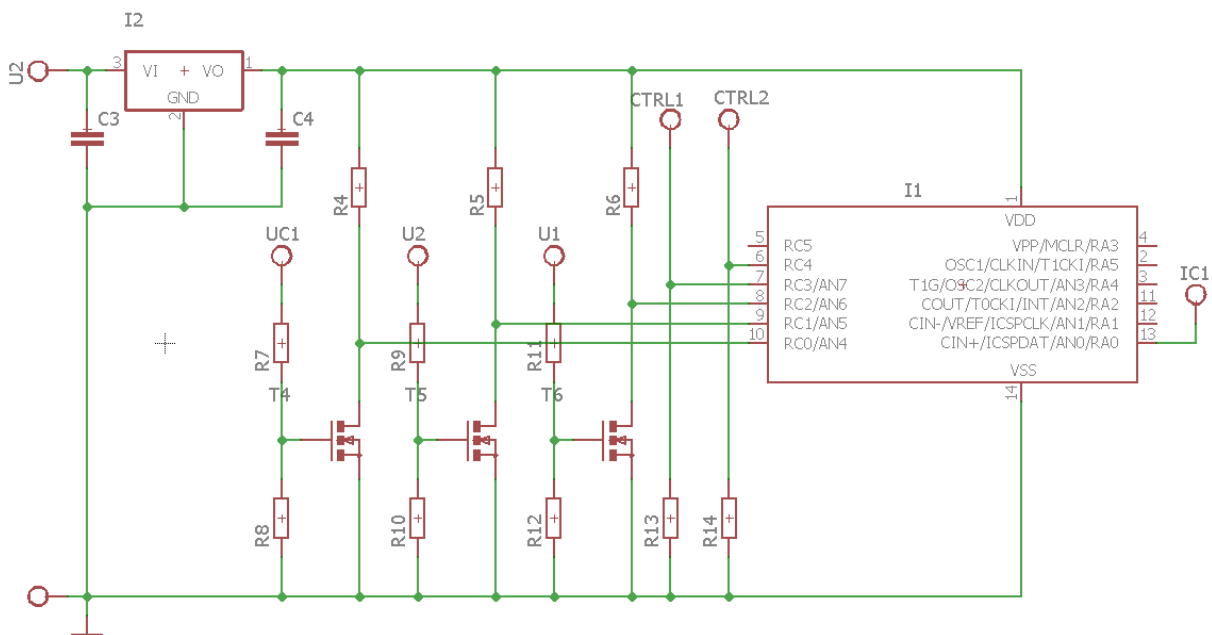 I2
U2
3
VI
VO
1
GND
2
C3
C4
CTRL1
CTRL2
R4
R5
R6
I1
1
VDD
UC1
U2
U1
5 RC5
6 RC4
7 RC3/AN7
8 RC2/AN6
9 RC1/AN5
10 RC0/AN4
VPP/MCLR/RA3 4
OSC1/CLKIN/T1CKI/RA5 2
T1G/OSC2/CLKOUT/AN3/RA4 3
COUT/T0CKI/INT/AN2/RA2 11
CIN-/VREF/ICSPCLK/AN1/RA1 12
CIN+/ICSPDAT/AN0/RA0 13
VSS
14
IC1
R7
R9
R11
T4
T5
T6
R8
R10
R12
R13
R14